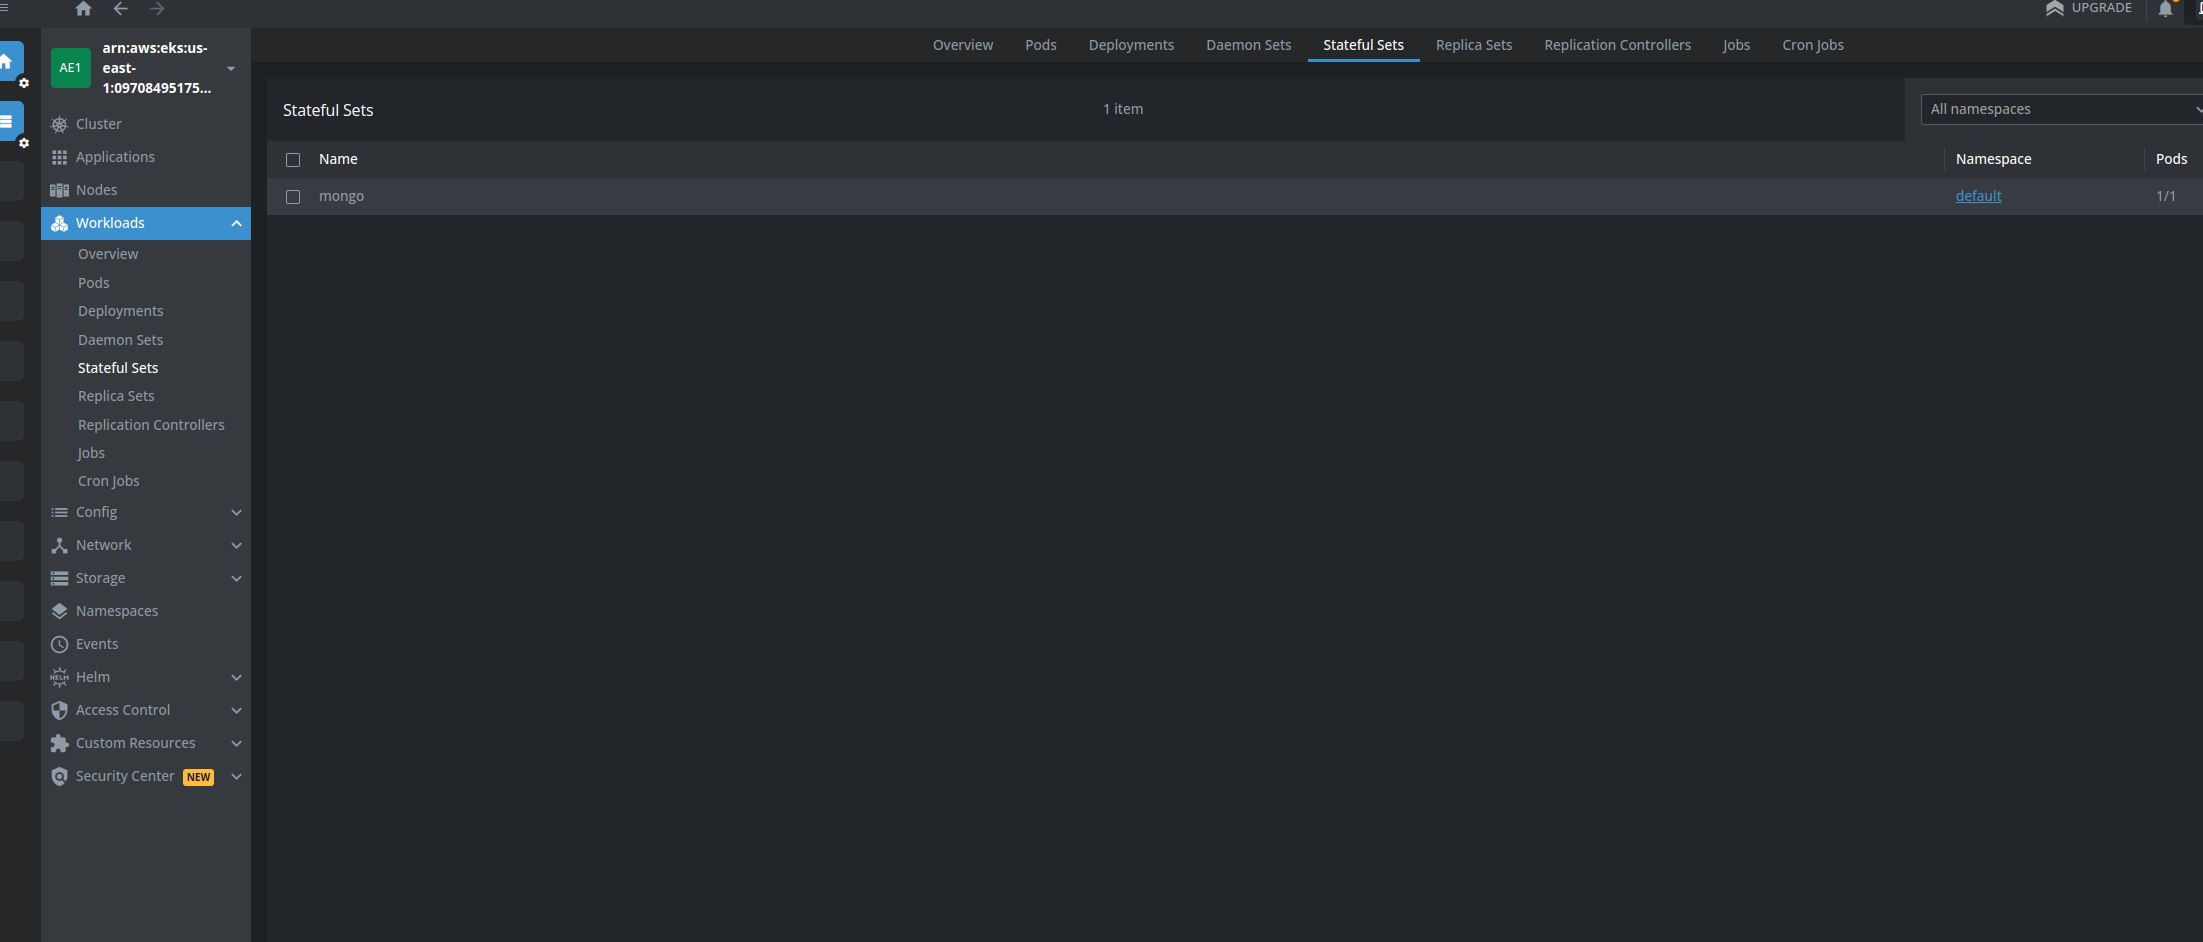 UPGRADE
AE1
arn:aws:eks:us-
east-
1:09708495175...
Cluster
Applications
Nodes
Workloads
Overview
Pods
Deployments
Daemon Sets
Stateful Sets
Replica Sets
Replication Controllers
Jobs
Cron Jobs
Config
Network
Storage
Namespaces
Events
HELM Helm
Access Control
Custom Resources
Security Center NEW
Overview Pods Deployments Daemon Sets Stateful Sets Replica Sets Replication Controllers Jobs Cron Jobs
Stateful Sets 1 item All namespaces
Name Namespace Pods
mongo default 1/1